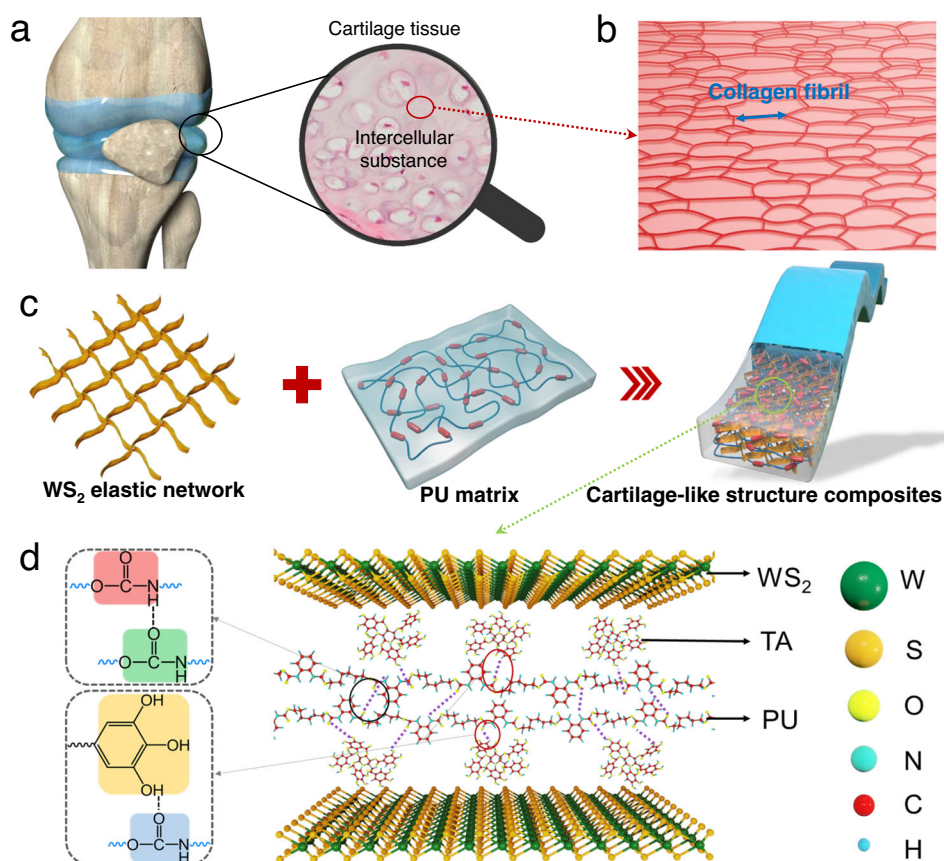 a
Cartilage tissue
Intercellular
substance
b
Collagen fibril
c
WS₂ elastic network
PU matrix
Cartilage-like structure composites
d
O
O—C—N
H
O
O—C—N
H
OH
OH
OH
O
O—C—N
H
WS₂
TA
PU
W
S
O
N
C
H